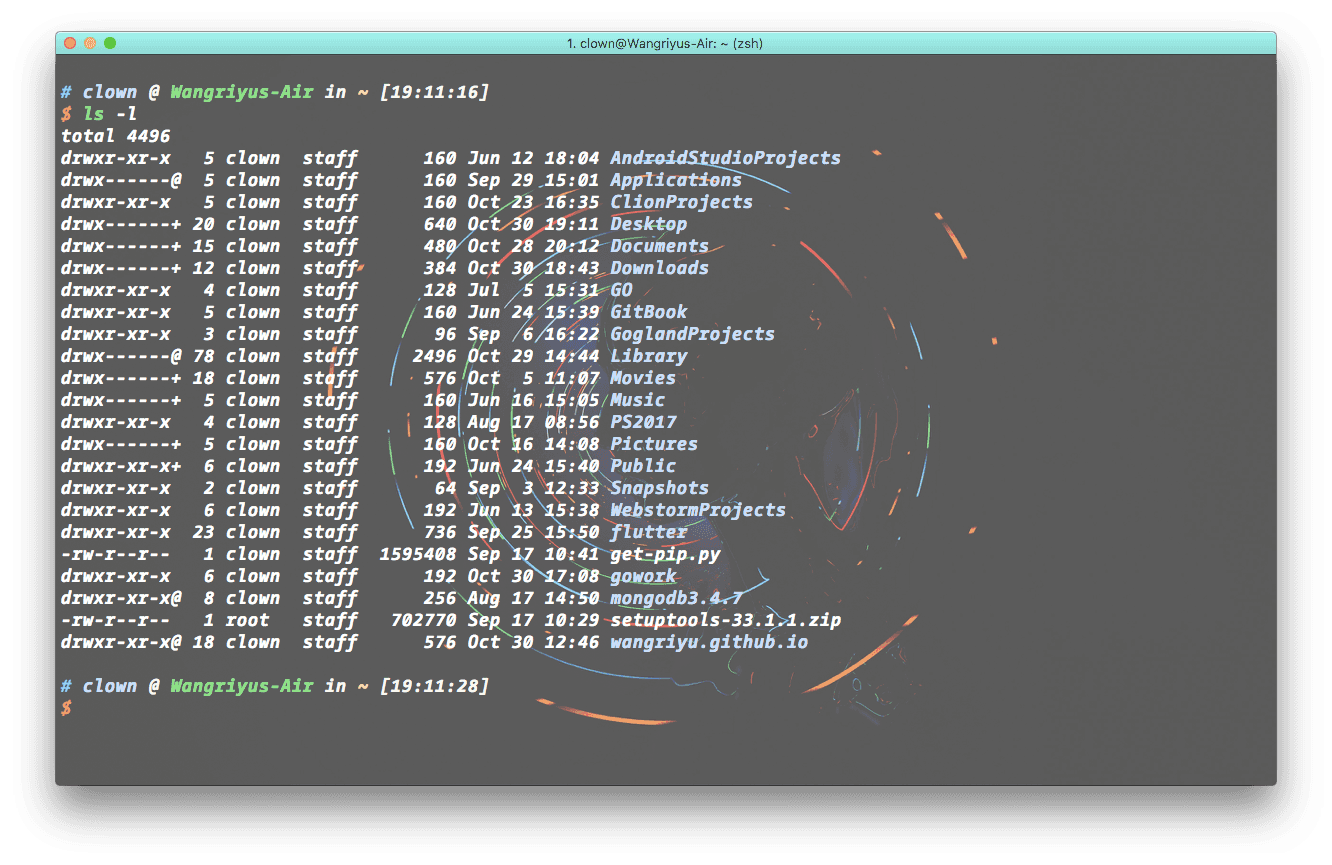 1. clown@Wangriyus-Air: ~ (zsh)
# clown @ Wangriyus-Air in ~ [19:11:16]
$ ls -l
total 4496
drwxr-xr-x   5 clown  staff      160 Jun 12 18:04 AndroidStudioProjects
drwx------@  5 clown  staff      160 Sep 29 15:01 Applications
drwxr-xr-x   5 clown  staff      160 Oct 23 16:35 ClionProjects
drwx------+ 20 clown  staff      640 Oct 30 19:11 Desktop
drwx------+ 15 clown  staff      480 Oct 28 20:12 Documents
drwx------+ 12 clown  staff      384 Oct 30 18:43 Downloads
drwxr-xr-x   4 clown  staff      128 Jul  5 15:31 GO
drwxr-xr-x   5 clown  staff      160 Jun 24 15:39 GitBook
drwxr-xr-x   3 clown  staff       96 Sep  6 16:22 GoglandProjects
drwx------@ 78 clown  staff     2496 Oct 29 14:44 Library
drwx------+ 18 clown  staff      576 Oct  5 11:07 Movies
drwx------+  5 clown  staff      160 Jun 16 15:05 Music
drwxr-xr-x   4 clown  staff      128 Aug 17 08:56 PS2017
drwx------+  5 clown  staff      160 Oct 16 14:08 Pictures
drwxr-xr-x+  6 clown  staff      192 Jun 24 15:40 Public
drwxr-xr-x   2 clown  staff       64 Sep  3 12:33 Snapshots
drwxr-xr-x   6 clown  staff      192 Jun 13 15:38 WebstormProjects
drwxr-xr-x  23 clown  staff      736 Sep 25 15:50 flutter
-rw-r--r--   1 clown  staff  1595408 Sep 17 10:41 get-pip.py
drwxr-xr-x   6 clown  staff      192 Oct 30 17:08 gowork
drwxr-xr-x@  8 clown  staff      256 Aug 17 14:50 mongodb3.4.7
-rw-r--r--   1 root   staff   702770 Sep 17 10:29 setuptools-33.1.1.zip
drwxr-xr-x@ 18 clown  staff      576 Oct 30 12:46 wangriyu.github.io
# clown @ Wangriyus-Air in ~ [19:11:28]
$